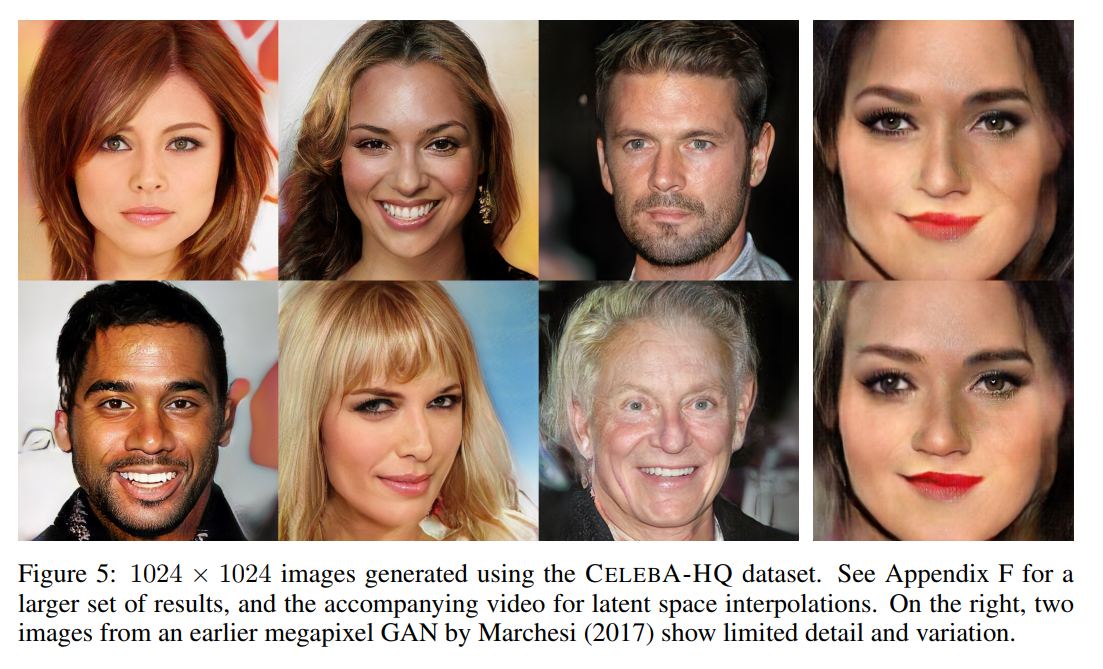 Figure 5: 1024 × 1024 images generated using the CELEBA-HQ dataset. See Appendix F for a
larger set of results, and the accompanying video for latent space interpolations. On the right, two
images from an earlier megapixel GAN by Marchesi (2017) show limited detail and variation.